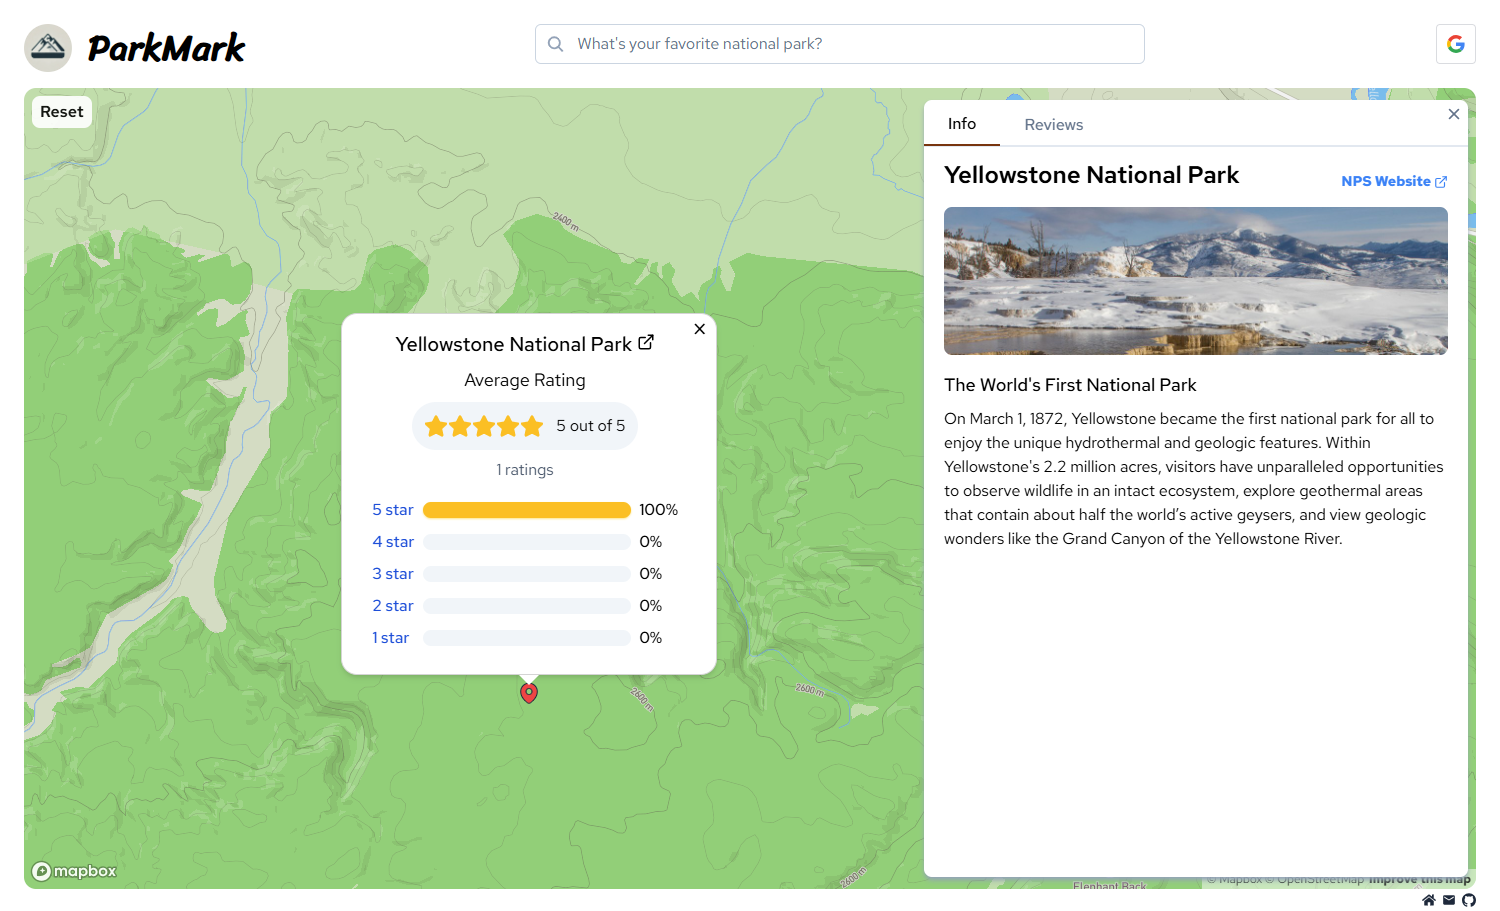 ParkMark
What's your favorite national park?
Reset
Info
Reviews
Yellowstone National Park
NPS Website
The World's First National Park
On March 1, 1872, Yellowstone became the first national park for all to
enjoy the unique hydrothermal and geologic features. Within
Yellowstone's 2.2 million acres, visitors have unparalleled opportunities
to observe wildlife in an intact ecosystem, explore geothermal areas
that contain about half the world’s active geysers, and view geologic
wonders like the Grand Canyon of the Yellowstone River.
2400 m
Yellowstone National Park
Average Rating
5 out of 5
1 ratings
5 star 100%
4 star 0%
3 star 0%
2 star 0%
1 star 0%
2600 m
2600 m
2600 m
mapbox
Elephant Back
© Mapbox © OpenStreetMap Improve this map